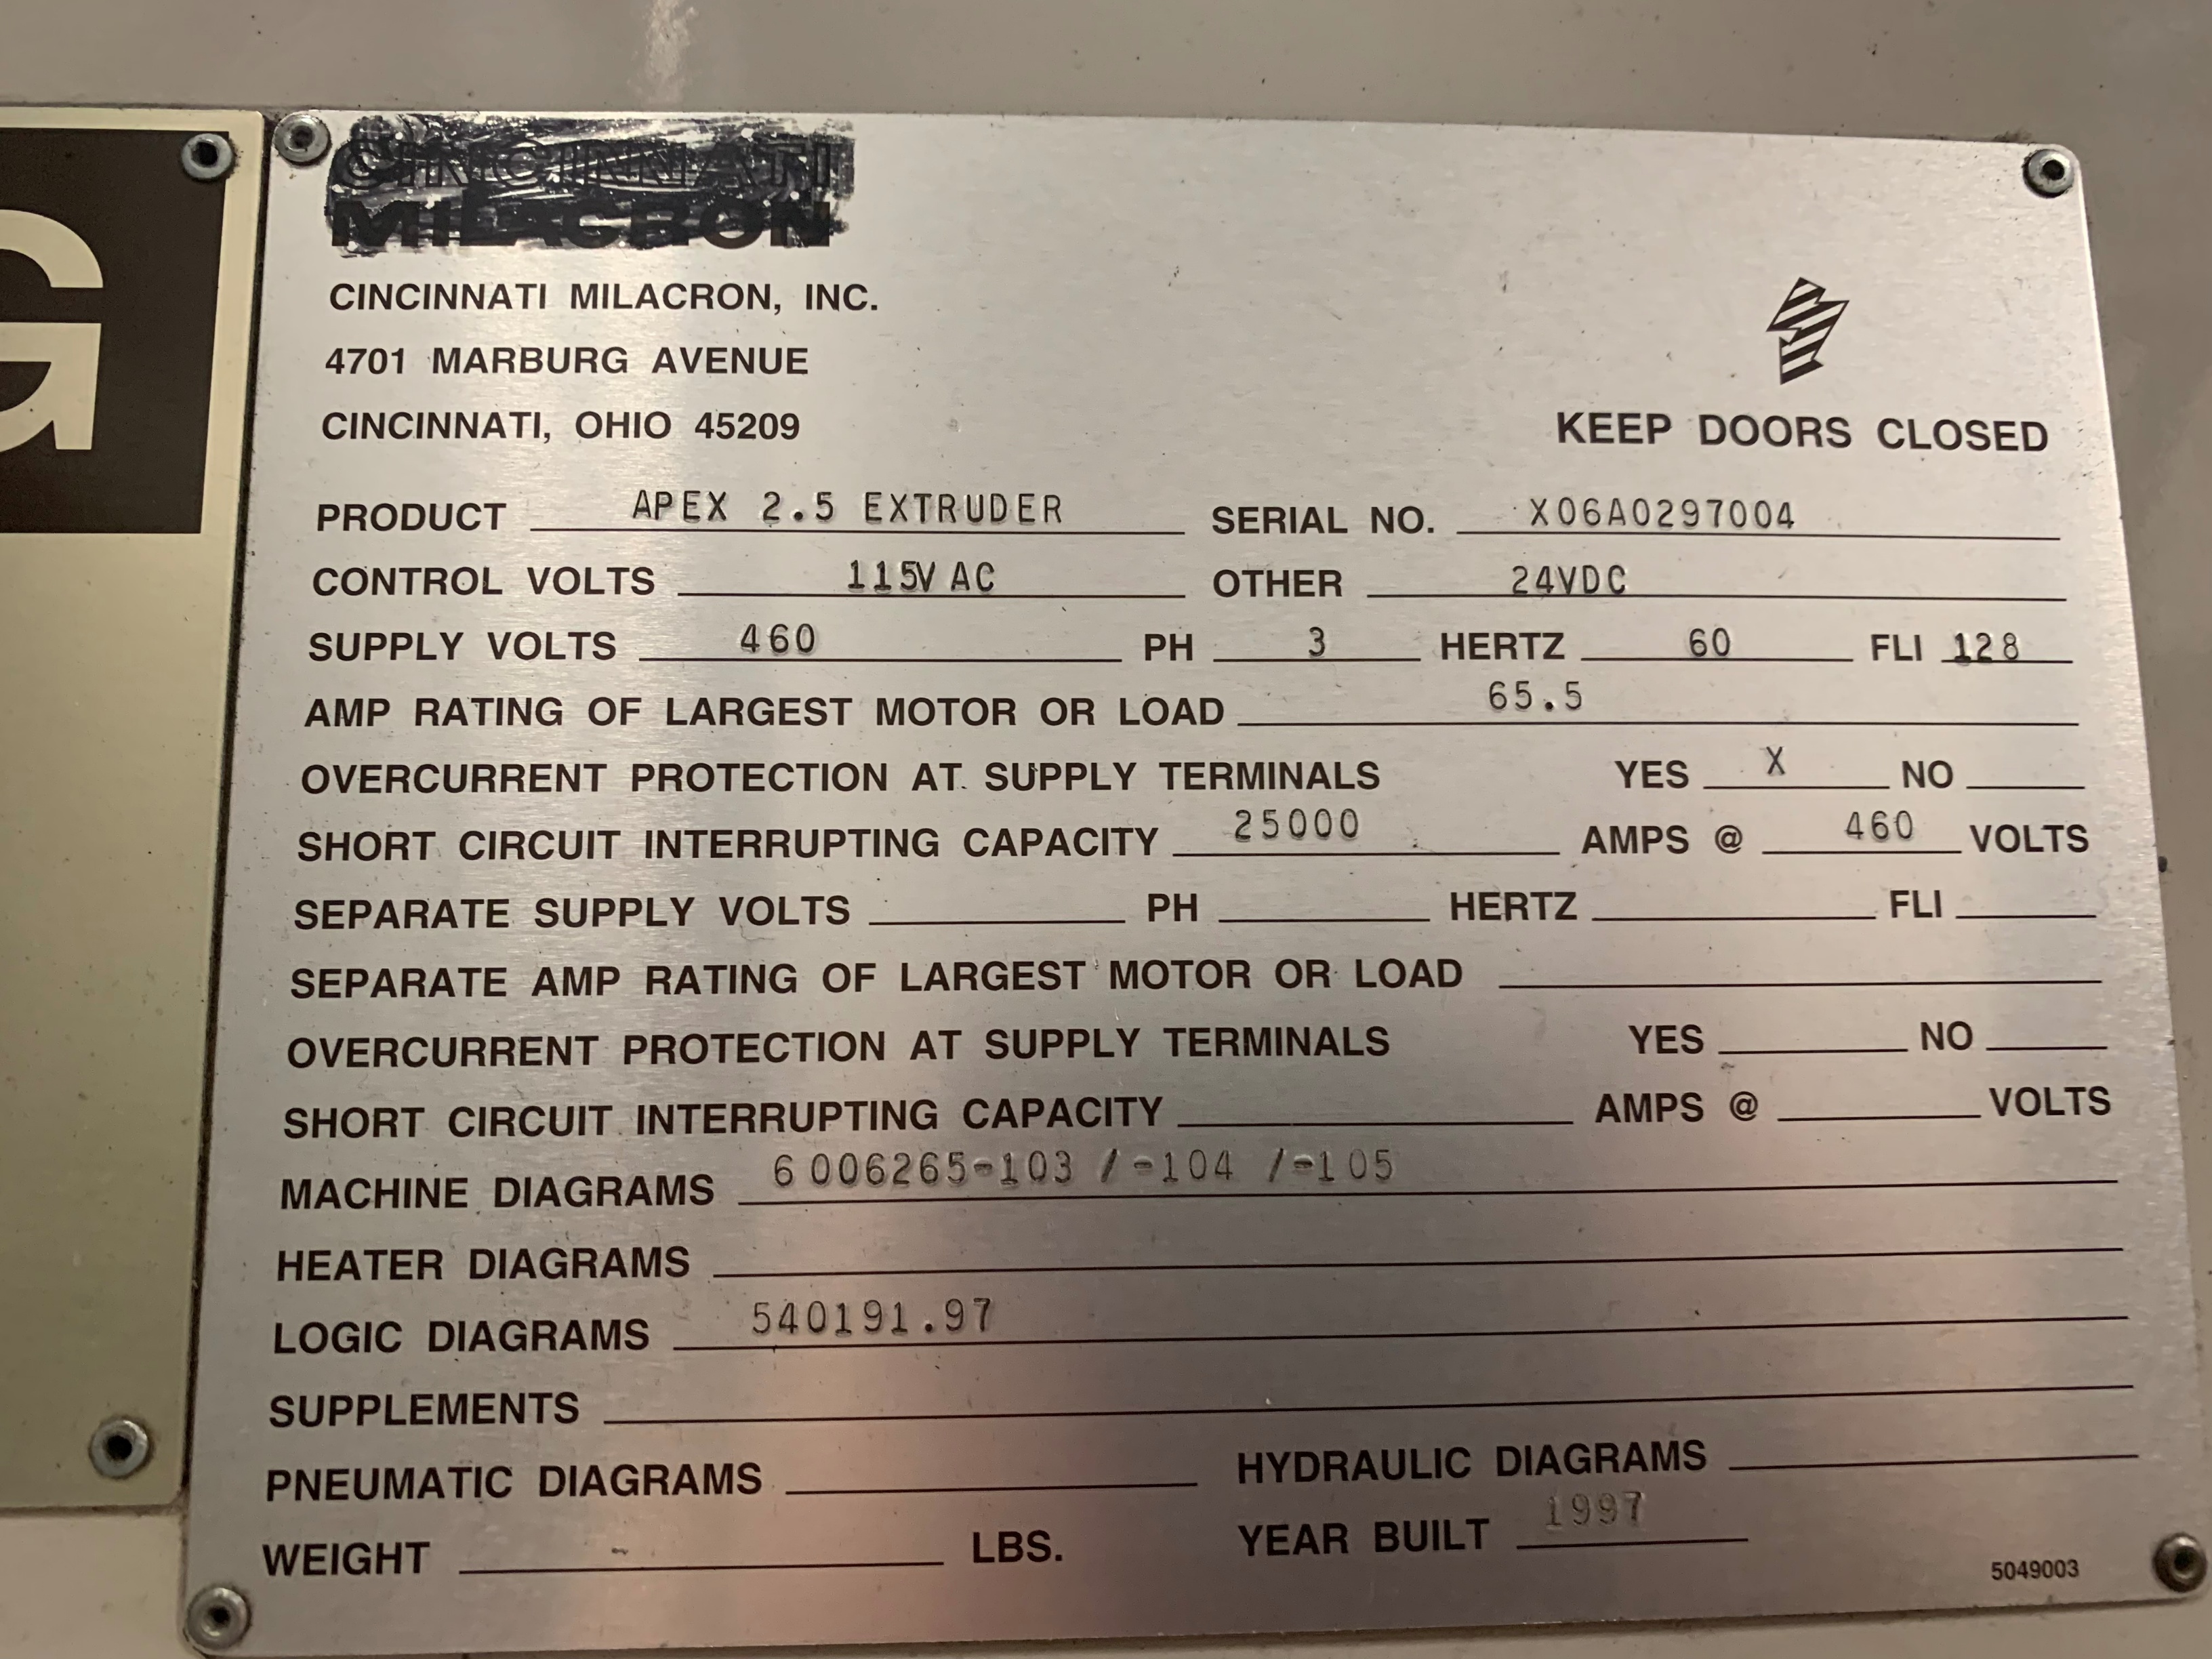 G
CINCINNATI
MILACRON
CINCINNATI MILACRON, INC.
4701 MARBURG AVENUE
CINCINNATI, OHIO 45209
KEEP DOORS CLOSED
PRODUCT APEX 2.5 EXTRUDER SERIAL NO. X06A0297004
CONTROL VOLTS 115VAC OTHER 24VDC
SUPPLY VOLTS 460 PH 3 HERTZ 60 FLI 128
AMP RATING OF LARGEST MOTOR OR LOAD 65.5
OVERCURRENT PROTECTION AT SUPPLY TERMINALS YES X NO
SHORT CIRCUIT INTERRUPTING CAPACITY 25000 AMPS @ 460 VOLTS
SEPARATE SUPPLY VOLTS PH HERTZ FLI
SEPARATE AMP RATING OF LARGEST MOTOR OR LOAD
OVERCURRENT PROTECTION AT SUPPLY TERMINALS YES NO
SHORT CIRCUIT INTERRUPTING CAPACITY AMPS @ VOLTS
MACHINE DIAGRAMS 6006265-103 /-104 /-105
HEATER DIAGRAMS
LOGIC DIAGRAMS 540191.97
SUPPLEMENTS
PNEUMATIC DIAGRAMS HYDRAULIC DIAGRAMS
WEIGHT LBS. YEAR BUILT 1997
5049003